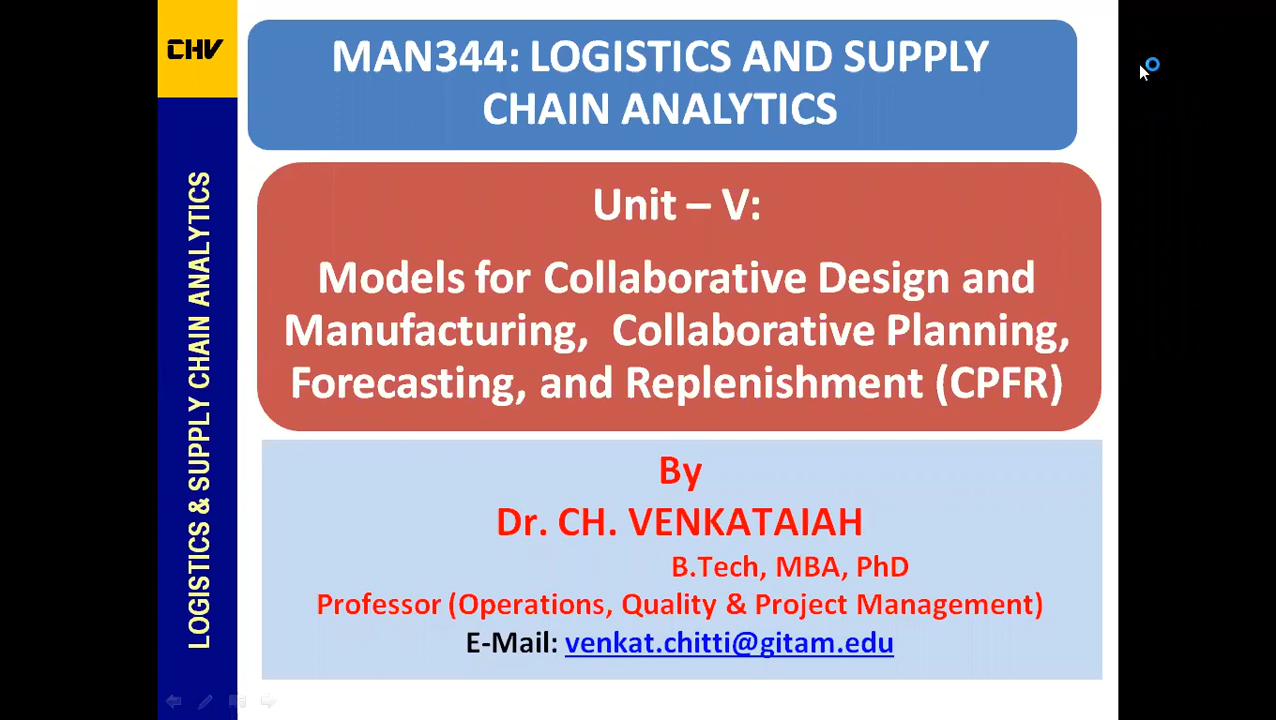 CHV
LOGISTICS & SUPPLY CHAIN ANALYTICS
MAN344: LOGISTICS AND SUPPLY
CHAIN ANALYTICS
Unit – V:
Models for Collaborative Design and
Manufacturing, Collaborative Planning,
Forecasting, and Replenishment (CPFR)
By
Dr. CH. VENKATAIAH
B.Tech, MBA, PhD
Professor (Operations, Quality & Project Management)
E-Mail: venkat.chitti@gitam.edu